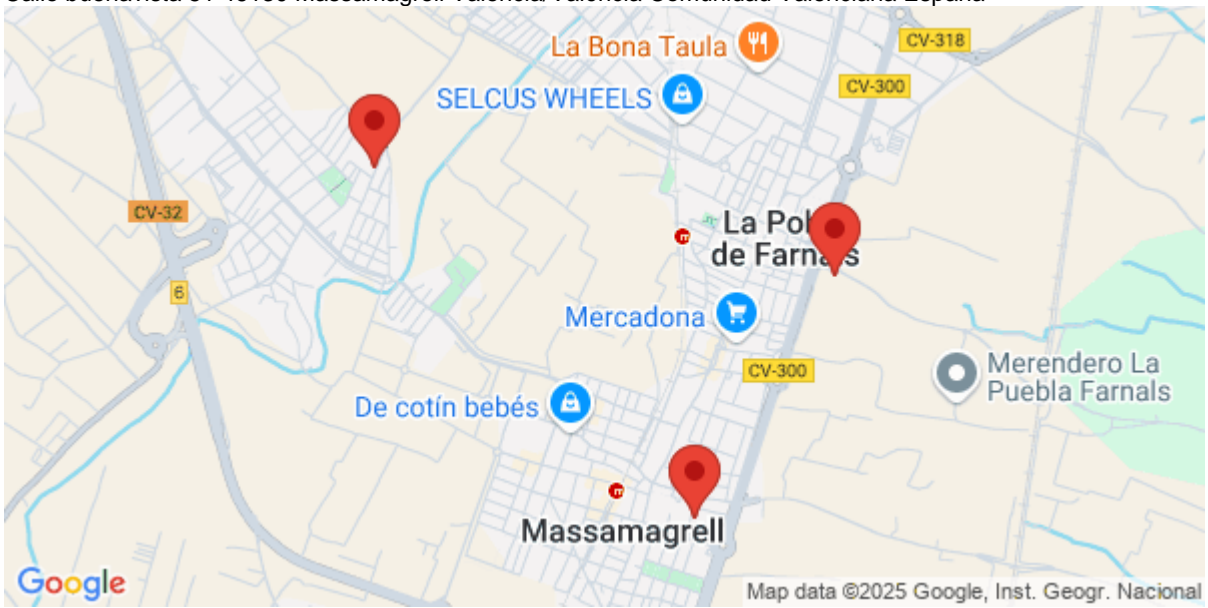 La Bona Taula
CV-318
SELCUS WHEELS
CV-300
CV-32
La Pob
de Farnals
6
Mercadona
CV-300
Merendero La
Puebla Farnals
De cotín bebés
Massamagrell
Google
Map data ©2025 Google, Inst. Geogr. Nacional